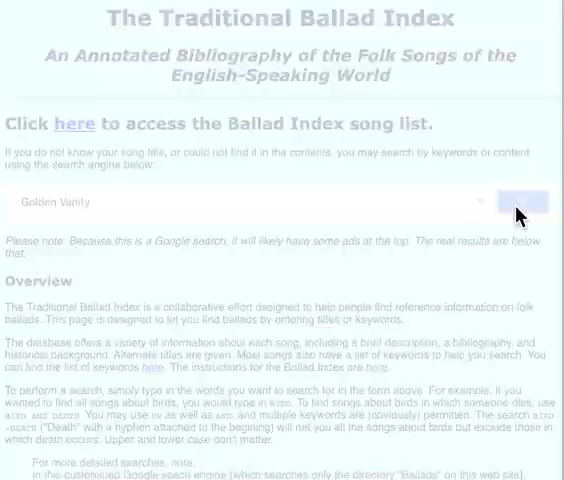 The Traditional Ballad Index
An Annotated Bibliography of the Folk Songs of the
English-Speaking World
Click here to access the Ballad Index song list.
If you do not know your song title, or could not find it in the contents, you may search by keywords or content
using the search engine below:
Golden Vanity
Please note: Because this is a Google search, it will likely have some ads at the top. The real results are below
that.
Overview
The Traditional Ballad Index is a collaborative effort designed to help people find reference information on folk
ballads. This page is designed to let you find ballads by entering titles or keywords.
The database offers a variety of information about each song, including a brief description, a bibliography, and
historical background. Alternate titles are given. Most songs also have a list of keywords to help you search. You
can find the list of keywords here. The instructions for the Ballad Index are here.
To perform a search, simply type in the words you want to search for in the form above. For example, if you
wanted to find all songs about birds, you would type in BIRD. To find songs about birds in which someone dies, use
BIRD AND DEATH. You may use OR as well as AND, and multiple keywords are (obviously) permitted. The search BIRD
-DEATH ("Death" with a hyphen attached to the begining) will net you all the songs about birds but exclude those in
which death occurs. Upper and lower case don't matter.
For more detailed searches, note:
In this customized Google seach engine (which searches only the directory "Ballads" on this web site),